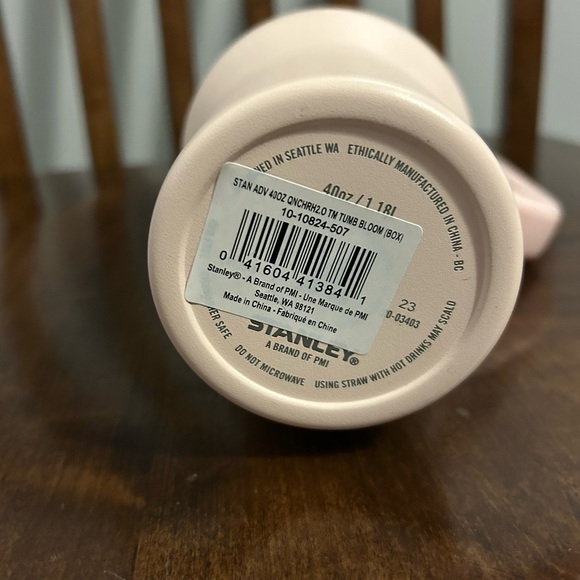 NED IN SEATTLE WA ETHICALLY MANUFACTURED IN CHINA - BC
40oz / 1.18L
STAN ADV 40OZ QNCHRH2.0 TM TUMB BLOOM (BOX)
10-10824-507
0 41604 41384 1
Stanley® - A Brand of PMI - Une Marque de PMI
Seattle, WA 98121
Made in China - Fabriqué en Chine
23
0-03403
STANLEY®
A BRAND OF PMI
ER SAFE DO NOT MICROWAVE USING STRAW WITH HOT DRINKS MAY SCALD